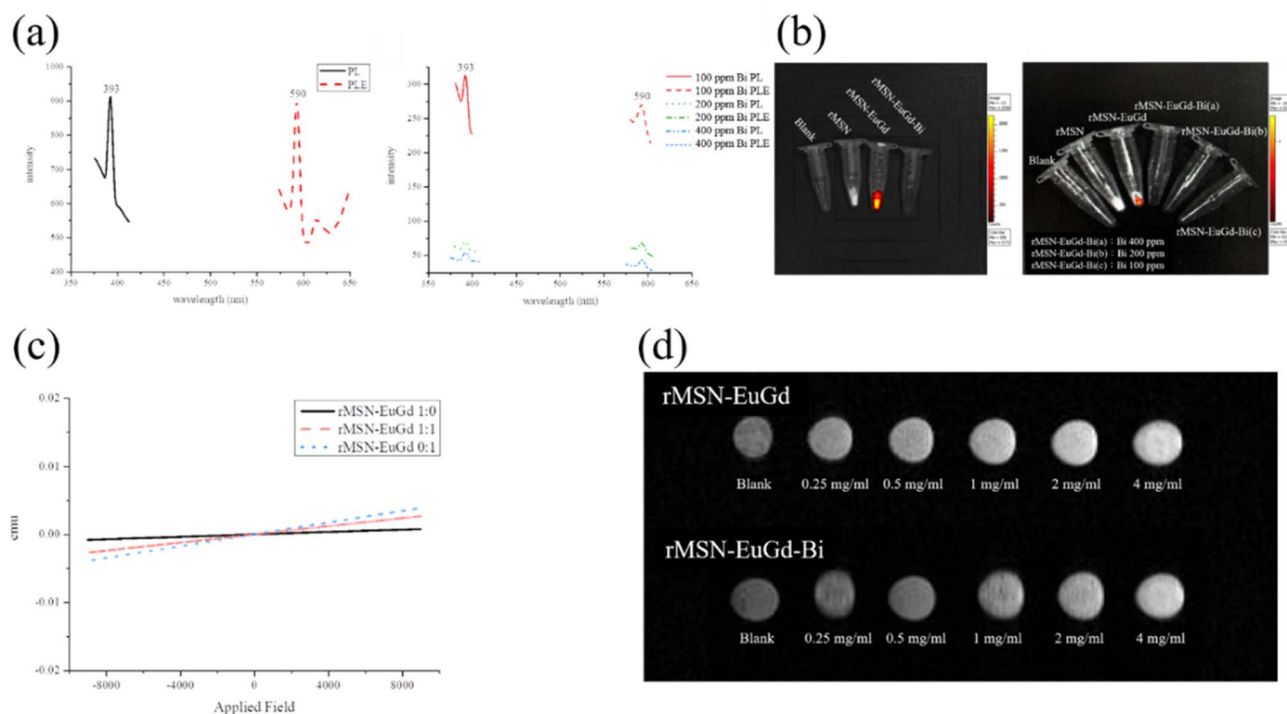 (a)
1000
900
800
700
600
500
400
350
400
450
500
550
600
650
393
590
PL
PLE
intensity
wavelength (nm)
300
250
200
150
100
50
350
400
450
500
550
600
650
393
590
100 ppm Bi PL
100 ppm Bi PLE
200 ppm Bi PL
200 ppm Bi PLE
400 ppm Bi PL
400 ppm Bi PLE
intensity
wavelength (nm)
(b)
Blank
rMSN
rMSN-EuGd
rMSN-EuGd-Bi
Blank
rMSN
rMSN-EuGd
rMSN-EuGd-Bi(a)
rMSN-EuGd-Bi(b)
rMSN-EuGd-Bi(c)
rMSN-EuGd-Bi(a) : Bi 400 ppm
rMSN-EuGd-Bi(b) : Bi 200 ppm
rMSN-EuGd-Bi(c) : Bi 100 ppm
(c)
rMSN-EuGd 1:0
rMSN-EuGd 1:1
rMSN-EuGd 0:1
0.02
0.01
0.00
-0.01
-0.02
emu
-8000
-4000
0
4000
8000
Applied Field
(d)
rMSN-EuGd
Blank
0.25 mg/ml
0.5 mg/ml
1 mg/ml
2 mg/ml
4 mg/ml
rMSN-EuGd-Bi
Blank
0.25 mg/ml
0.5 mg/ml
1 mg/ml
2 mg/ml
4 mg/ml